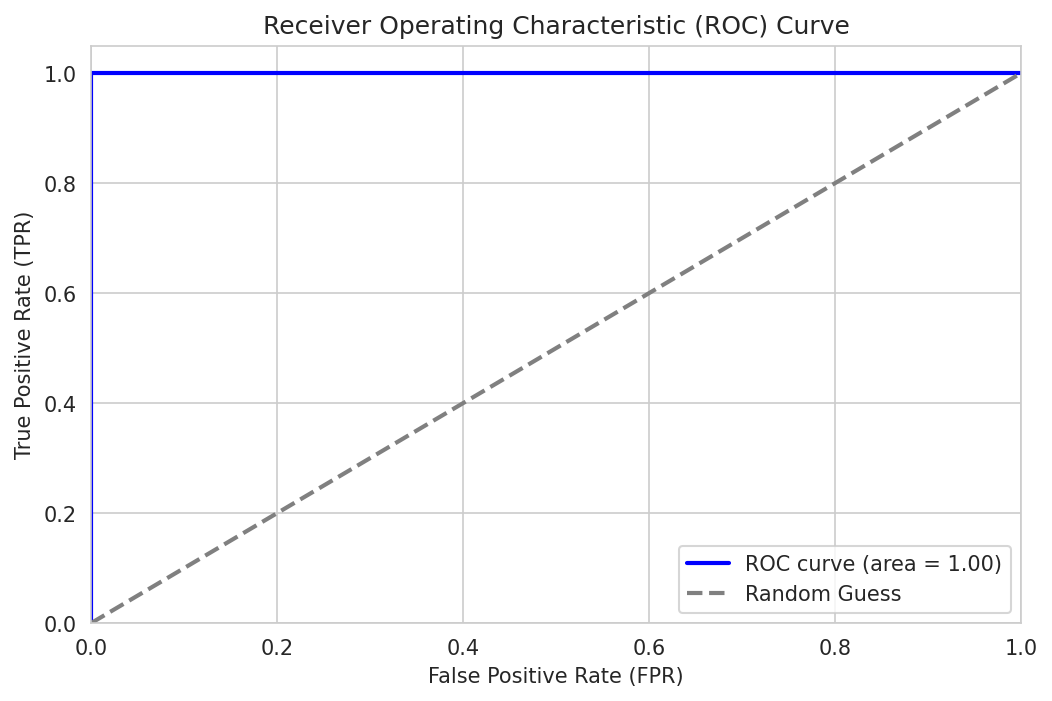 Receiver Operating Characteristic (ROC) Curve
True Positive Rate (TPR)
1.0
0.8
0.6
0.4
0.2
0.0
ROC curve (area = 1.00)
Random Guess
0.0 0.2 0.4 0.6 0.8 1.0
False Positive Rate (FPR)